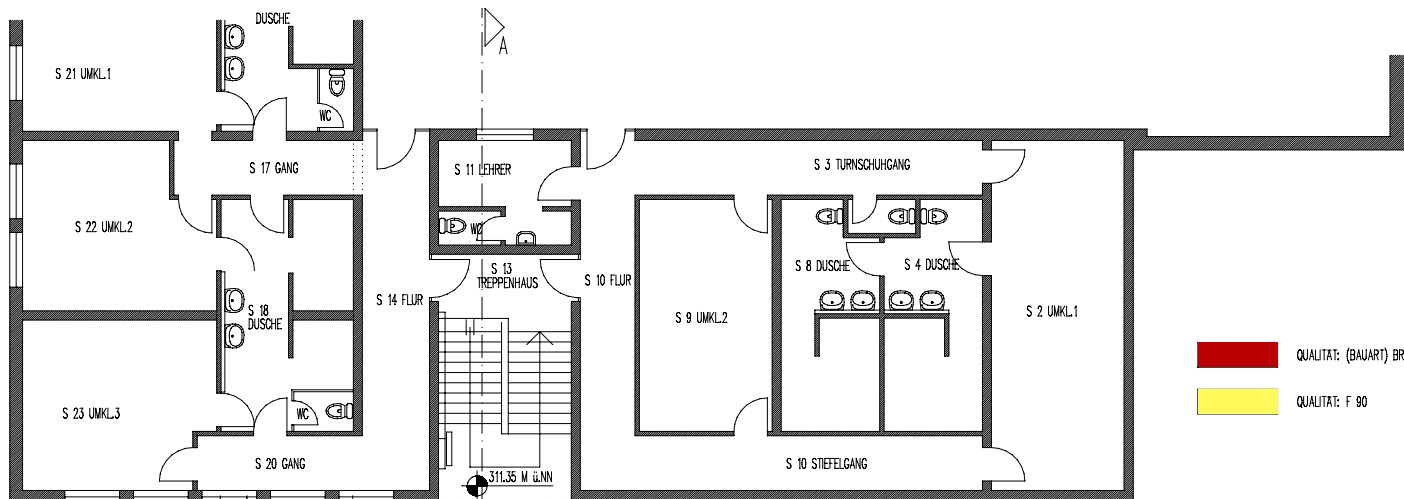 DUSCHE
A
S 21 UMKL.1
WC
S 17 GANG
S 11 LEHRER
S 3 TURNSCHUHGANG
S 22 UMKL.2
WC
S 13
TREPPENHAUS
S 10 FLUR
S 8 DUSCHE
S 4 DUSCHE
S 14 FLUR
S 18
DUSCHE
S 9 UMKL.2
S 2 UMKL.1
QUALITÄT: (BAUART) BR
QUALITÄT: F 90
S 23 UMKL.3
WC
S 20 GANG
S 10 STIEFELGANG
311.35 M ü.NN